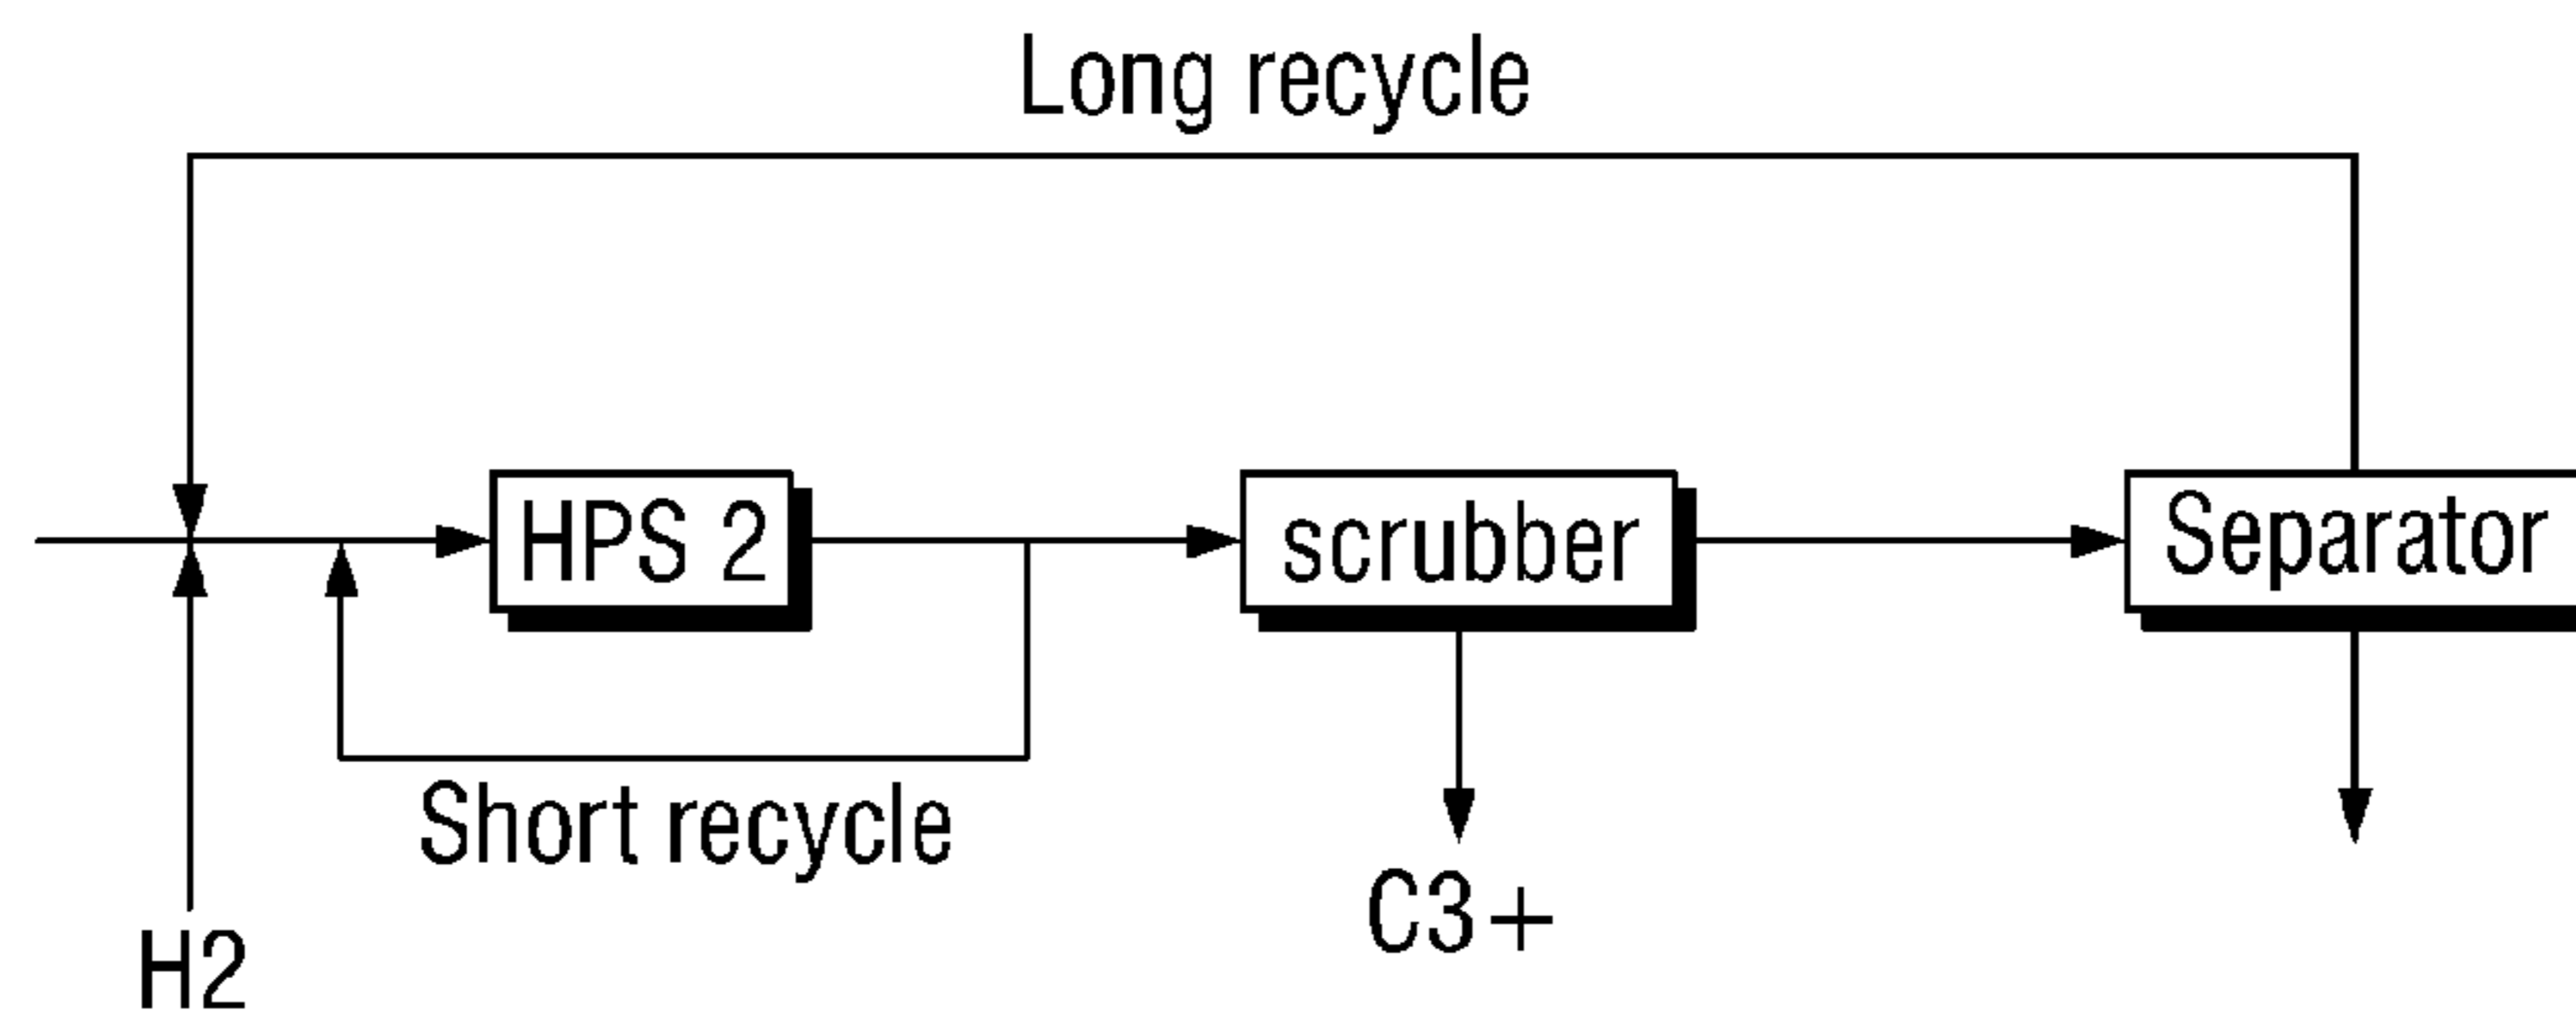 Long recycle
HPS 2
scrubber
Separator
Short recycle
C3+
H2